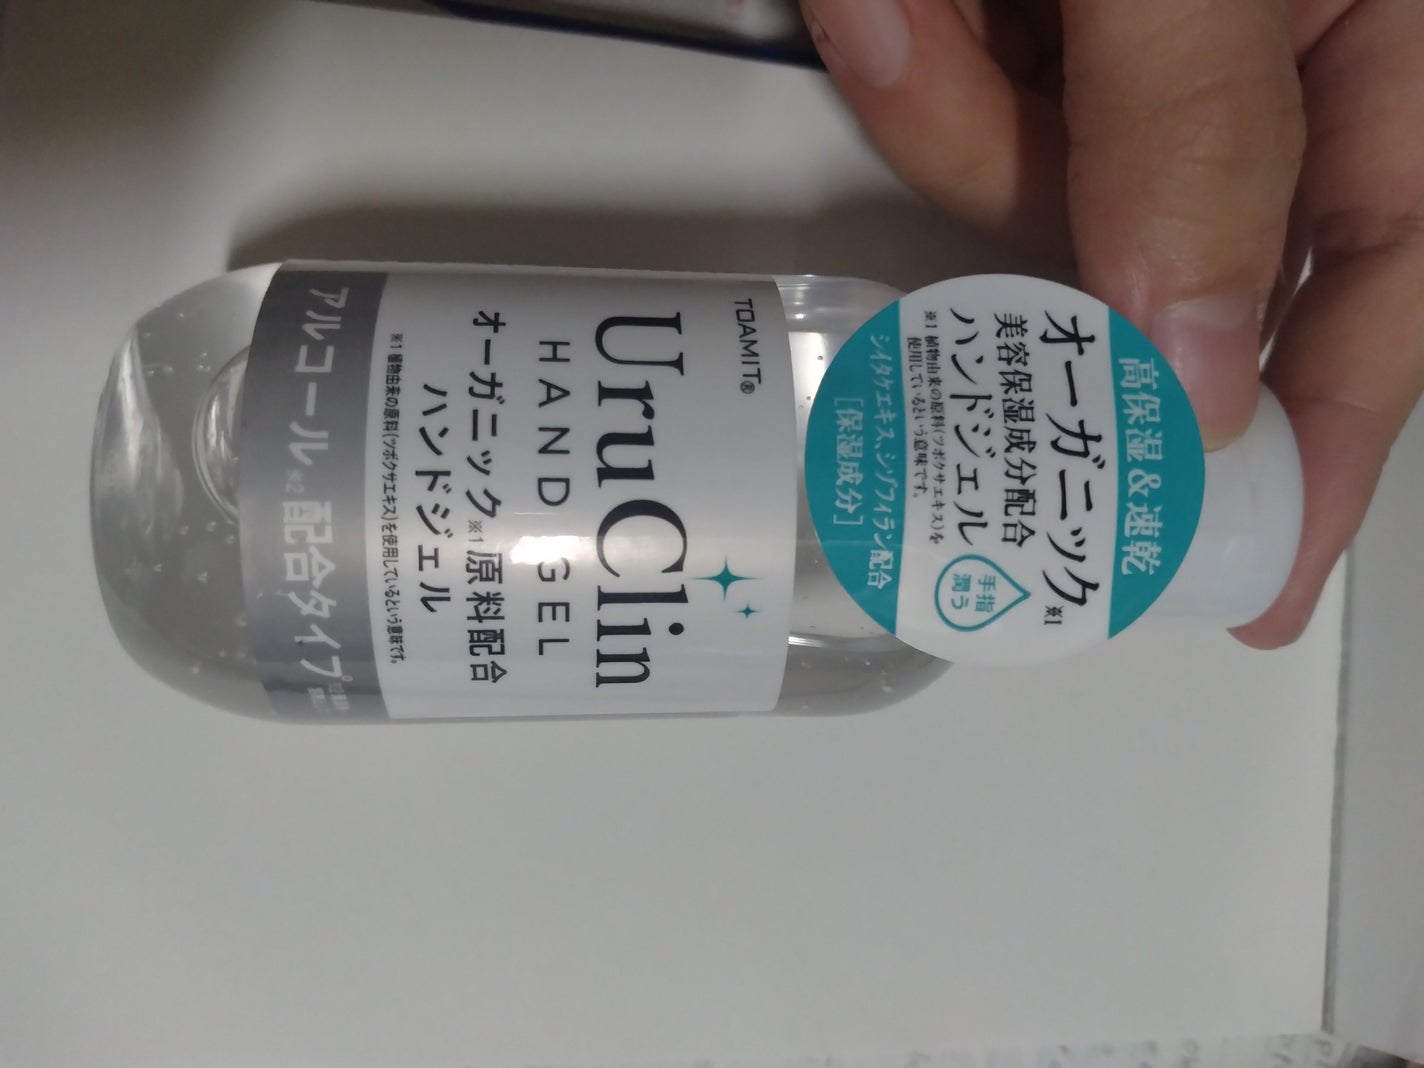 高保湿&速乾
オーガニック※1
美容保湿成分配合
ハンドジェル
手指
潤う
※1 植物由来の原料(ツボクサエキス)を
使用しているという意味です。
シイタケエキス、シゾフィラン配合
[保湿成分]
TOAMIT®
UruClin
HAND GEL
オーガニック※1原料配合
ハンドジェル
※1 植物由来の原料(ツボクサエキス)を使用しているという意味です。
アルコール※2配合タイプ